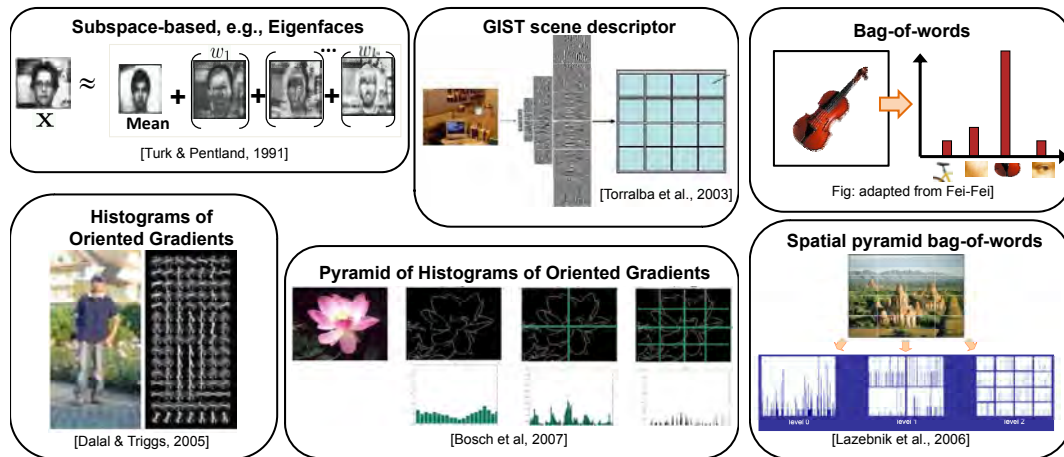 Subspace-based, e.g., Eigenfaces
w1
...
x
≈
+
+
+
Mean
[Turk & Pentland, 1991]
GIST scene descriptor
[Torralba et al., 2003]
Bag-of-words
Fig: adapted from Fei-Fei]
Histograms of
Oriented Gradients
[Dalal & Triggs, 2005]
Pyramid of Histograms of Oriented Gradients
[Bosch et al, 2007]
Spatial pyramid bag-of-words
level 0
level 1
level 2
[Lazebnik et al., 2006]